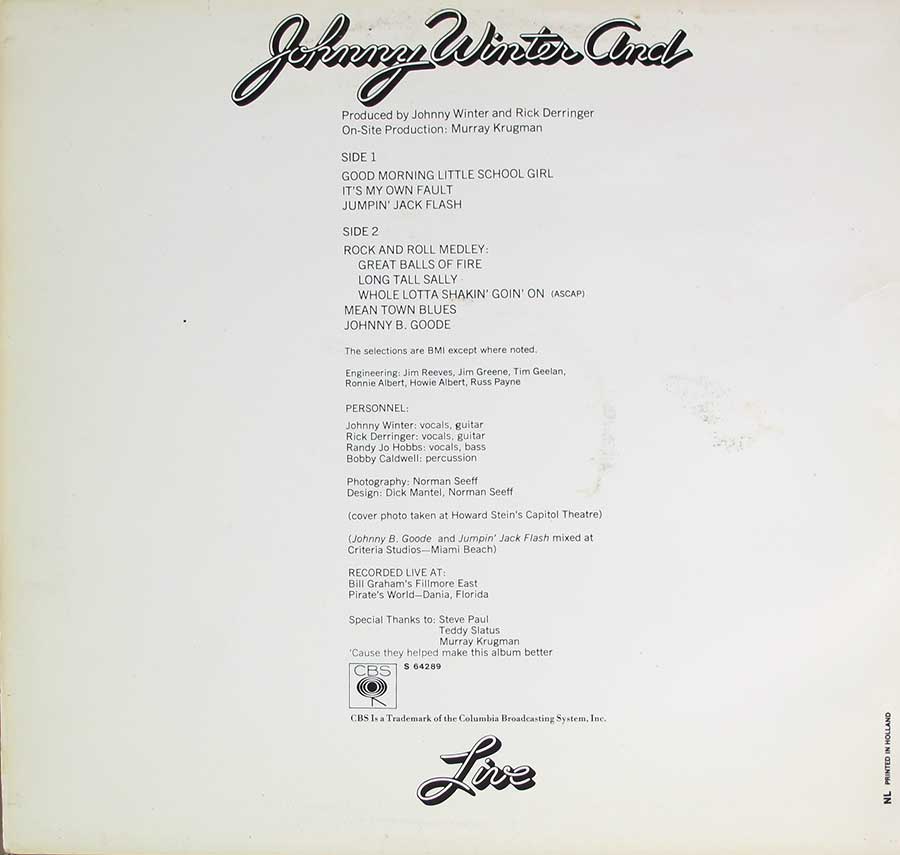 Johnny Winter And
Produced by Johnny Winter and Rick Derringer
On-Site Production: Murray Krugman
SIDE 1
GOOD MORNING LITTLE SCHOOL GIRL
IT'S MY OWN FAULT
JUMPIN' JACK FLASH
SIDE 2
ROCK AND ROLL MEDLEY:
GREAT BALLS OF FIRE
LONG TALL SALLY
WHOLE LOTTA SHAKIN' GOIN' ON (ASCAP)
MEAN TOWN BLUES
JOHNNY B. GOODE
The selections are BMI except where noted.
Engineering: Jim Reeves, Jim Greene, Tim Geelan,
Ronnie Albert, Howie Albert, Russ Payne
PERSONNEL:
Johnny Winter: vocals, guitar
Rick Derringer: vocals, guitar
Randy Jo Hobbs: vocals, bass
Bobby Caldwell: percussion
Photography: Norman Seeff
Design: Dick Mantel, Norman Seeff
(cover photo taken at Howard Stein's Capitol Theatre)
(Johnny B. Goode and Jumpin' Jack Flash mixed at
Criteria Studios—Miami Beach)
RECORDED LIVE AT:
Bill Graham's Fillmore East
Pirate's World—Dania, Florida
Special Thanks to: Steve Paul
Teddy Slatus
Murray Krugman
'Cause they helped make this album better
CBS S 64289
CBS Is a Trademark of the Columbia Broadcasting System, Inc.
Live
NL PRINTED IN HOLLAND